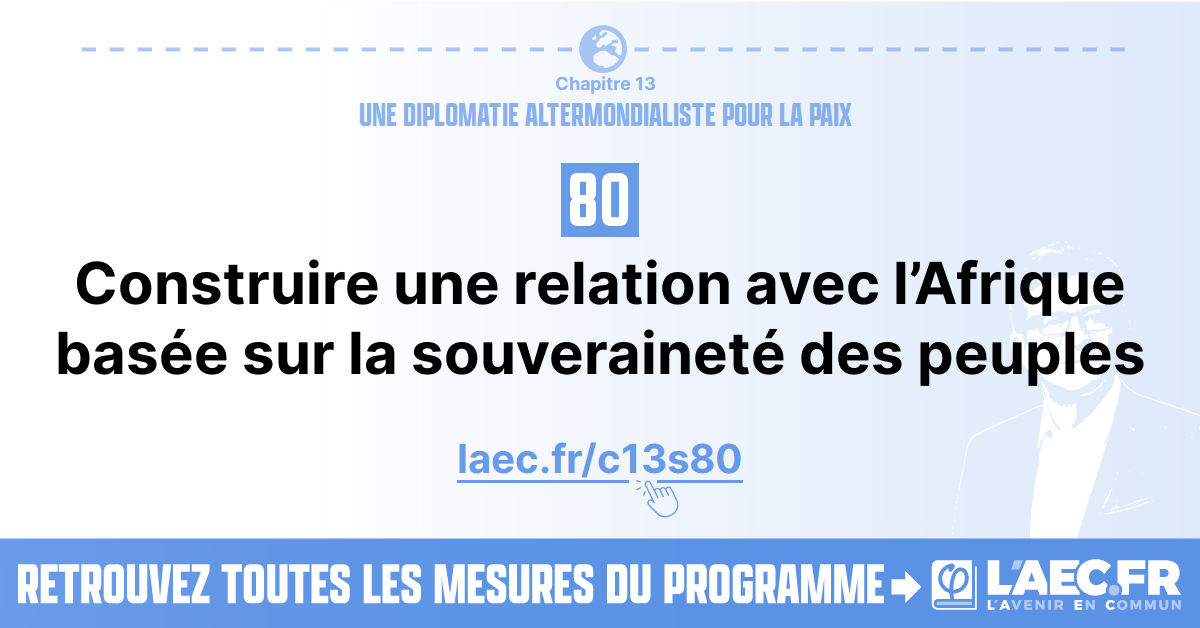 Chapitre 13
UNE DIPLOMATIE ALTERMONDIALISTE POUR LA PAIX
80
Construire une relation avec l’Afrique
basée sur la souveraineté des peuples
laec.fr/c13s80
RETROUVEZ TOUTES LES MESURES DU PROGRAMME
φ
L'AEC.FR
L'AVENIR EN COMMUN